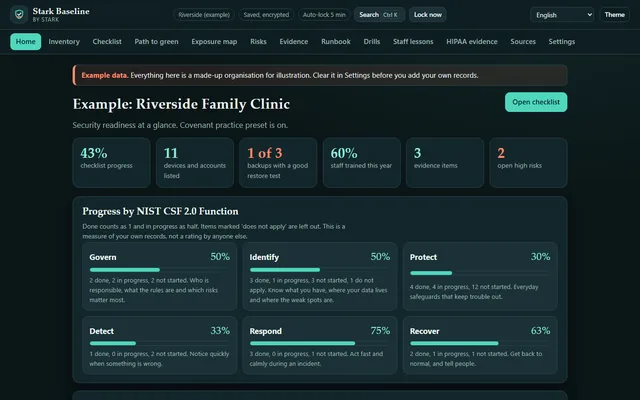 Stark Baseline
BY STARK
Riverside (example)
Saved, encrypted
Auto-lock 5 min
Search Ctrl K
Lock now
English
Theme
Home
Inventory
Checklist
Path to green
Exposure map
Risks
Evidence
Runbook
Drills
Staff lessons
HIPAA evidence
Sources
Settings
Example data. Everything here is a made-up organisation for illustration. Clear it in Settings before you add your own records.
Example: Riverside Family Clinic
Open checklist
Security readiness at a glance. Covenant practice preset is on.
43%
checklist progress
11
devices and accounts
listed
1 of 3
backups with a good
restore test
60%
staff trained this year
3
evidence items
2
open high risks
Progress by NIST CSF 2.0 Function
Done counts as 1 and in progress as half. Items marked 'does not apply' are left out. This is a
measure of your own records, not a rating by anyone else.
Govern 50%
2 done, 2 in progress, 2 not started. Who is
responsible, what the rules are and which risks
matter most.
Identify 50%
3 done, 1 in progress, 3 not started, 1 do not
apply. Know what you have, where your data lives
and where the weak spots are.
Protect 30%
4 done, 4 in progress, 12 not started. Everyday
safeguards that keep trouble out.
Detect 33%
1 done, 0 in progress, 2 not started. Notice quickly
when something is wrong.
Respond 75%
3 done, 0 in progress, 1 not started. Act fast and
calmly during an incident.
Recover 63%
2 done, 1 in progress, 1 not started. Get back to
normal, and tell people.